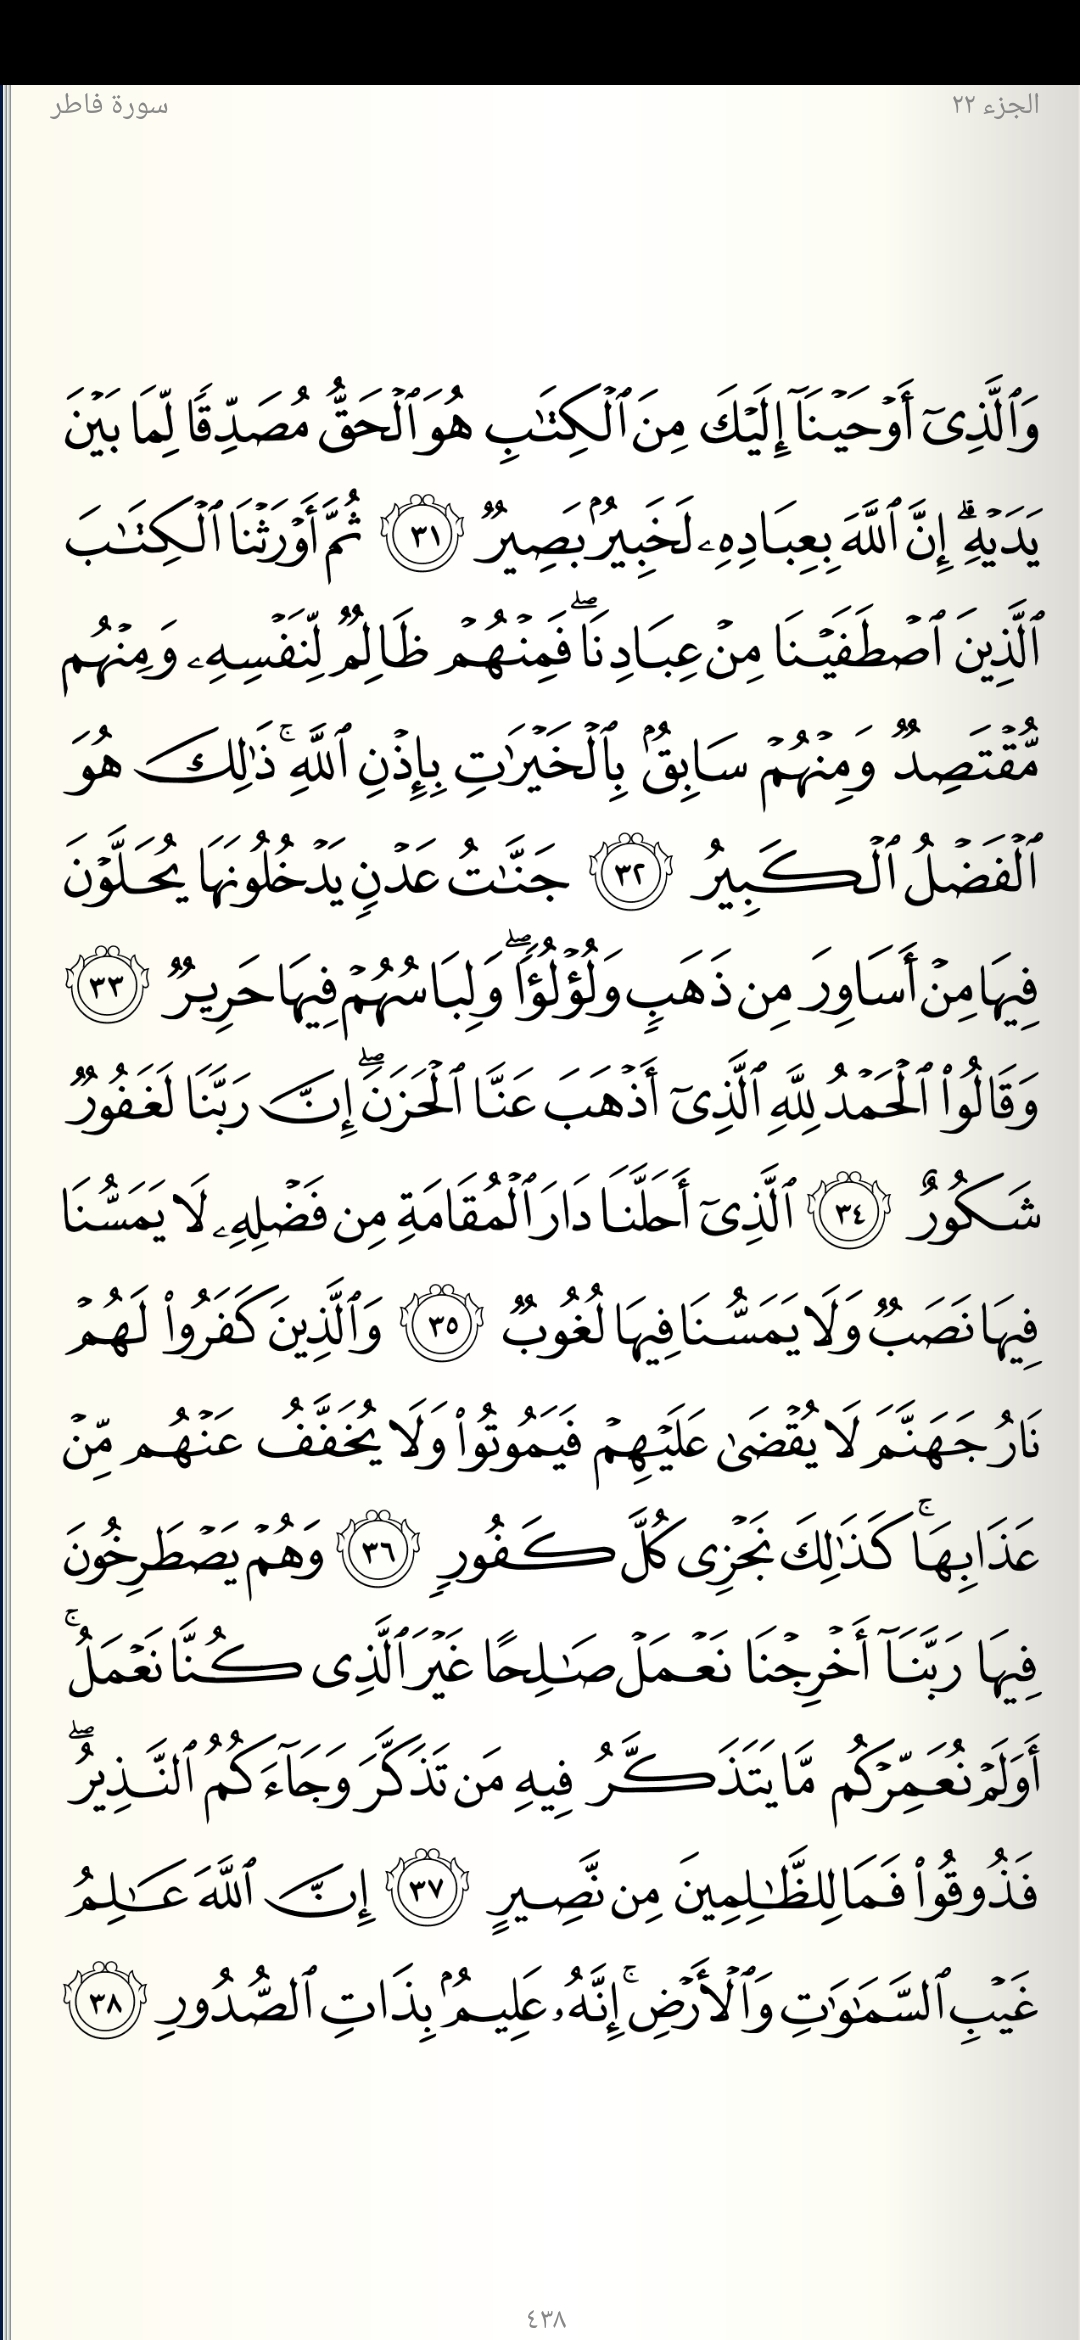 الجزء ٢٢
سورة فاطر
وَٱلَّذِىٓ أَوۡحَيۡنَآ إِلَيۡكَ مِنَ ٱلۡكِتَٰبِ هُوَ ٱلۡحَقُّ مُصَدِّقٗا لِّمَا بَيۡنَ
يَدَيۡهِۗ إِنَّ ٱللَّهَ بِعِبَادِهِۦ لَخَبِيرُۢ بَصِيرٞ ٣١ ثُمَّ أَوۡرَثۡنَا ٱلۡكِتَٰبَ
ٱلَّذِينَ ٱصۡطَفَيۡنَا مِنۡ عِبَادِنَاۖ فَمِنۡهُمۡ ظَالِمٞ لِّنَفۡسِهِۦ وَمِنۡهُم
مُّقۡتَصِدٞ وَمِنۡهُمۡ سَابِقُۢ بِٱلۡخَيۡرَٰتِ بِإِذۡنِ ٱللَّهِۚ ذَٰلِكَ هُوَ
ٱلۡفَضۡلُ ٱلۡكَبِيرُ ٣٢ جَنَّٰتُ عَدۡنٖ يَدۡخُلُونَهَا يُحَلَّوۡنَ
فِيهَا مِنۡ أَسَاوِرَ مِن ذَهَبٖ وَلُؤۡلُؤٗاۖ وَلِبَاسُهُمۡ فِيهَا حَرِيرٞ ٣٣
وَقَالُواْ ٱلۡحَمۡدُ لِلَّهِ ٱلَّذِىٓ أَذۡهَبَ عَنَّا ٱلۡحَزَنَۖ إِنَّ رَبَّنَا لَغَفُورٞ
شَكُورٌ ٣٤ ٱلَّذِىٓ أَحَلَّنَا دَارَ ٱلۡمُقَامَةِ مِن فَضۡلِهِۦ لَا يَمَسُّنَا
فِيهَا نَصَبٞ وَلَا يَمَسُّنَا فِيهَا لُغُوبٞ ٣٥ وَٱلَّذِينَ كَفَرُواْ لَهُمۡ
نَارُ جَهَنَّمَ لَا يُقۡضَىٰ عَلَيۡهِمۡ فَيَمُوتُواْ وَلَا يُخَفَّفُ عَنۡهُم مِّنۡ
عَذَابِهَاۚ كَذَٰلِكَ نَجۡزِى كُلَّ كَفُورٖ ٣٦ وَهُمۡ يَصۡطَرِخُونَ
فِيهَا رَبَّنَآ أَخۡرِجۡنَا نَعۡمَلۡ صَٰلِحًا غَيۡرَ ٱلَّذِى كُنَّا نَعۡمَلُۚ
أَوَلَمۡ نُعَمِّرۡكُم مَّا يَتَذَكَّرُ فِيهِ مَن تَذَكَّرَ وَجَآءَكُمُ ٱلنَّذِيرُۖ
فَذُوقُواْ فَمَا لِلظَّٰلِمِينَ مِن نَّصِيرٍ ٣٧ إِنَّ ٱللَّهَ عَٰلِمُ
غَيۡبِ ٱلسَّمَٰوَٰتِ وَٱلۡأَرۡضِۚ إِنَّهُۥ عَلِيمُۢ بِذَاتِ ٱلصُّدُورِ ٣٨
٤٣٨